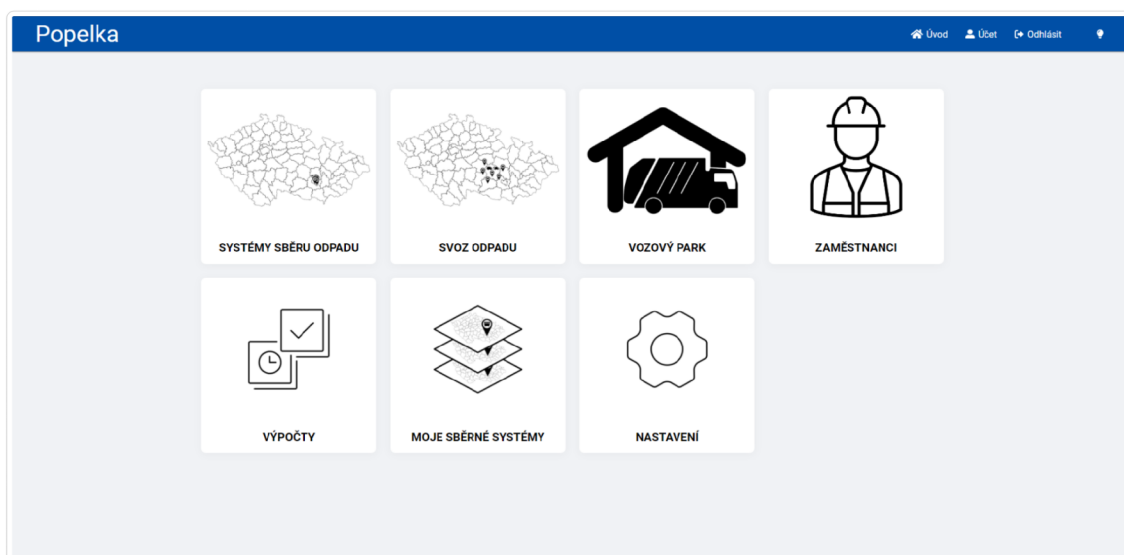 Popelka
Úvod
Účet
Odhlásit
SYSTÉMY SBĚRU ODPADU
SVOZ ODPADU
VOZOVÝ PARK
ZAMĚSTNANCI
VÝPOČTY
MOJE SBĚRNÉ SYSTÉMY
NASTAVENÍ